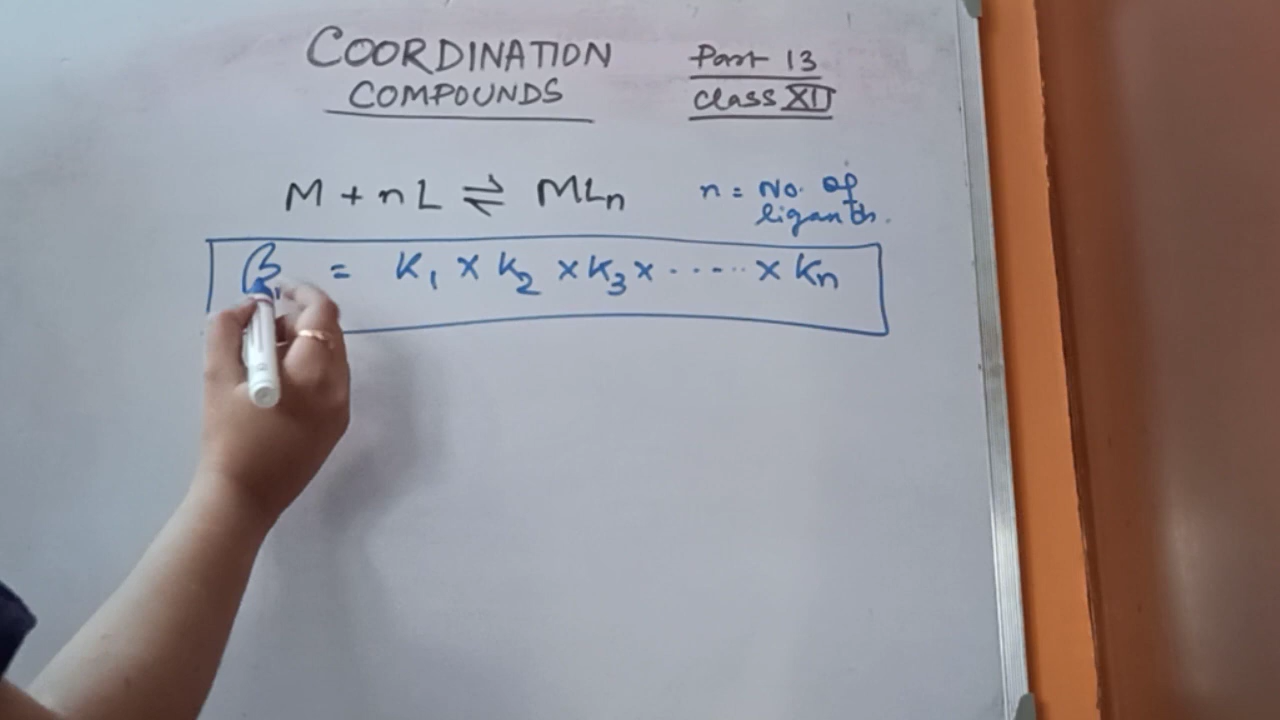 COORDINATION
COMPOUNDS
Part 13
Class XII
M + nL ⇌ MLn
n = No. of
ligands.
β = K₁ × K₂ × K₃ × ...... × Kn